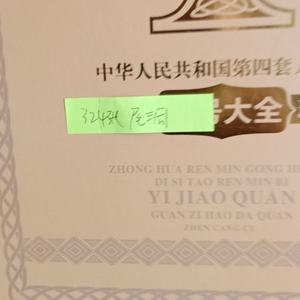 中华人民共和国第四套人
号大全
ZHONG HUA REN MIN GONG HE
DI SI TAO REN MIN BI
YI JIAO QUAN
GUAN ZI HAO DA QUAN
ZHEN CANG CE